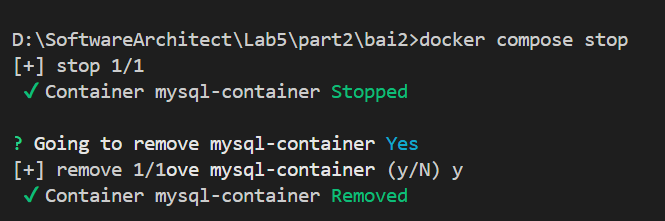 D:\SoftwareArchitect\Lab5\part2\bai2>docker compose stop
[+] stop 1/1
✓ Container mysql-container Stopped
? Going to remove mysql-container Yes
[+] remove 1/1ove mysql-container (y/N) y
✓ Container mysql-container Removed